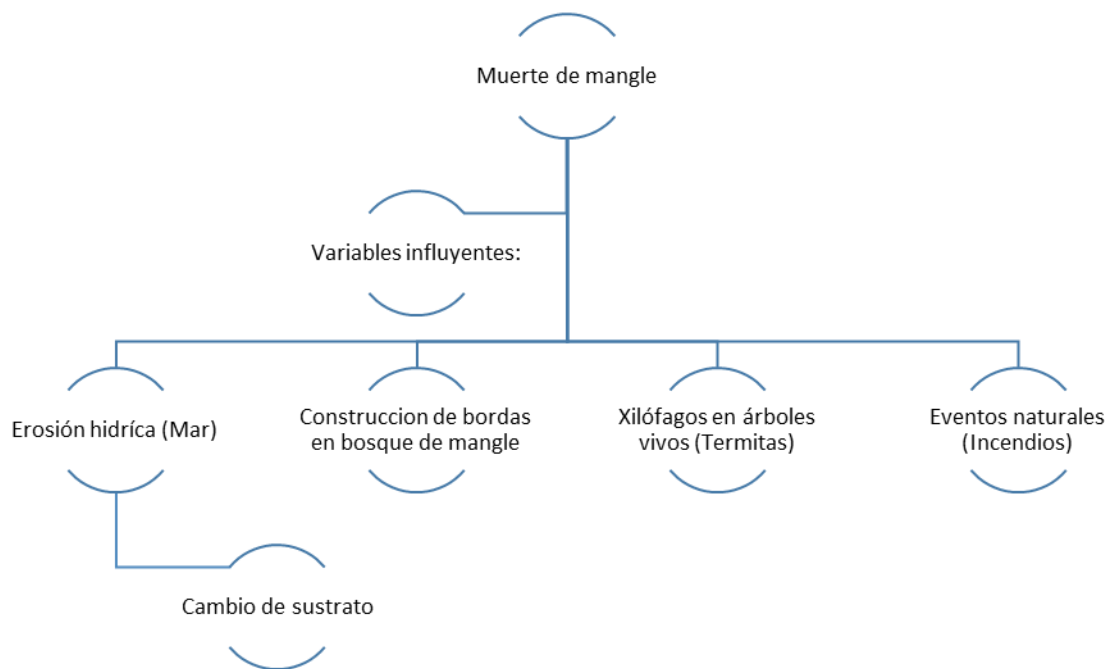 Muerte de mangle
Variables influyentes:
Erosión hidríca (Mar)
Construccion de bordas
en bosque de mangle
Xilófagos en árboles
vivos (Termitas)
Eventos naturales
(Incendios)
Cambio de sustrato